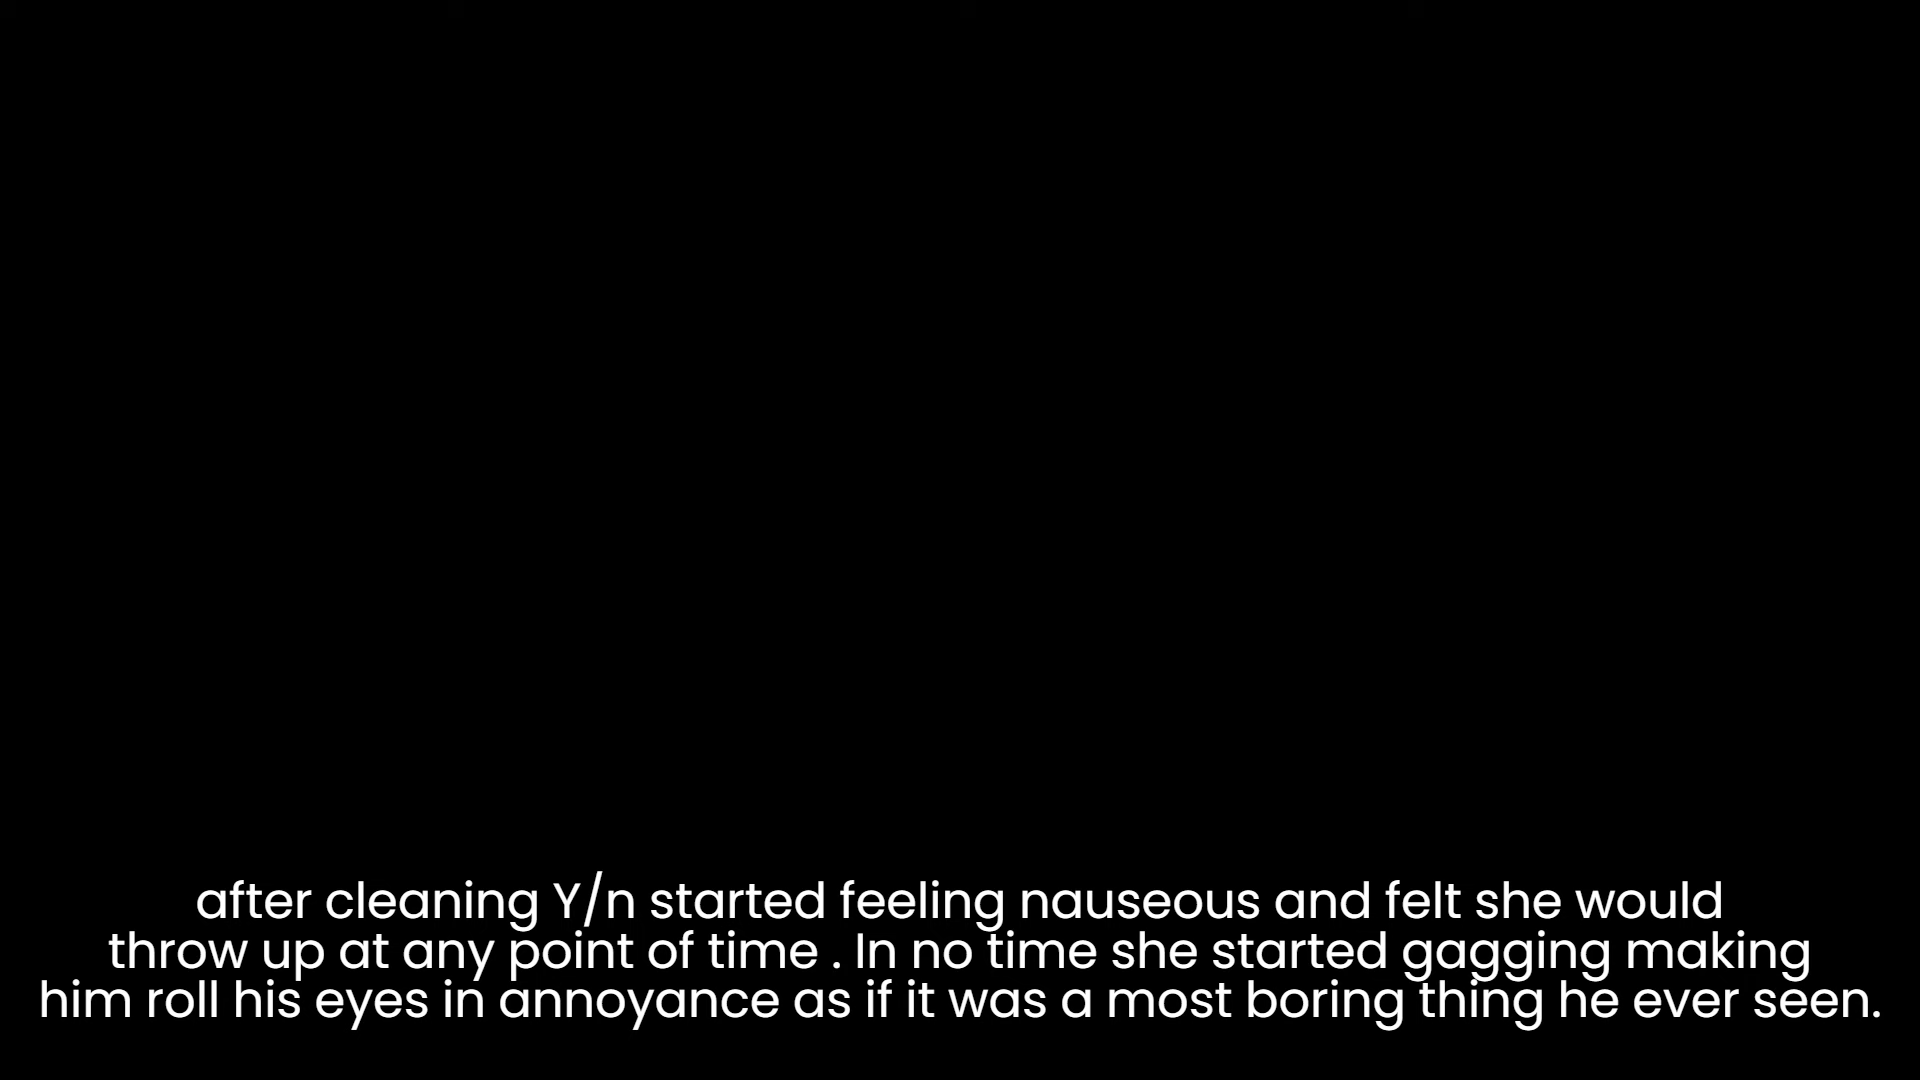 after cleaning Y/n started feeling nauseous and felt she would
throw up at any point of time . In no time she started gagging making
him roll his eyes in annoyance as if it was a most boring thing he ever seen.